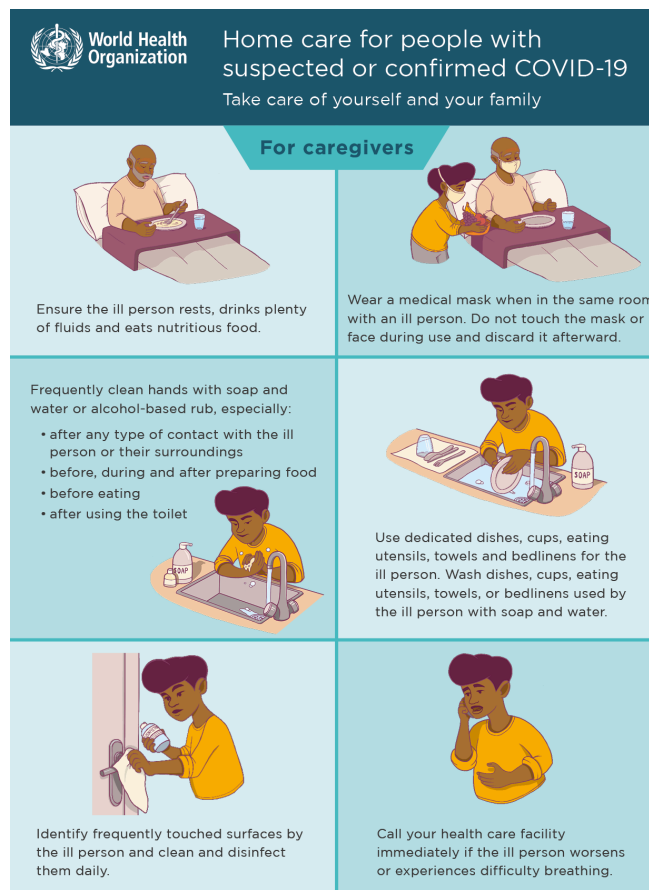 World Health
Organization
Home care for people with
suspected or confirmed COVID-19
Take care of yourself and your family
For caregivers
Ensure the ill person rests, drinks plenty
of fluids and eats nutritious food.
Wear a medical mask when in the same room
with an ill person. Do not touch the mask or
face during use and discard it afterward.
Frequently clean hands with soap and
water or alcohol-based rub, especially:
• after any type of contact with the ill
person or their surroundings
• before, during and after preparing food
• before eating
• after using the toilet
SOAP
SOAP
Use dedicated dishes, cups, eating
utensils, towels and bedlinens for the
ill person. Wash dishes, cups, eating
utensils, towels, or bedlinens used by
the ill person with soap and water.
Identify frequently touched surfaces by
the ill person and clean and disinfect
them daily.
Call your health care facility
immediately if the ill person worsens
or experiences difficulty breathing.